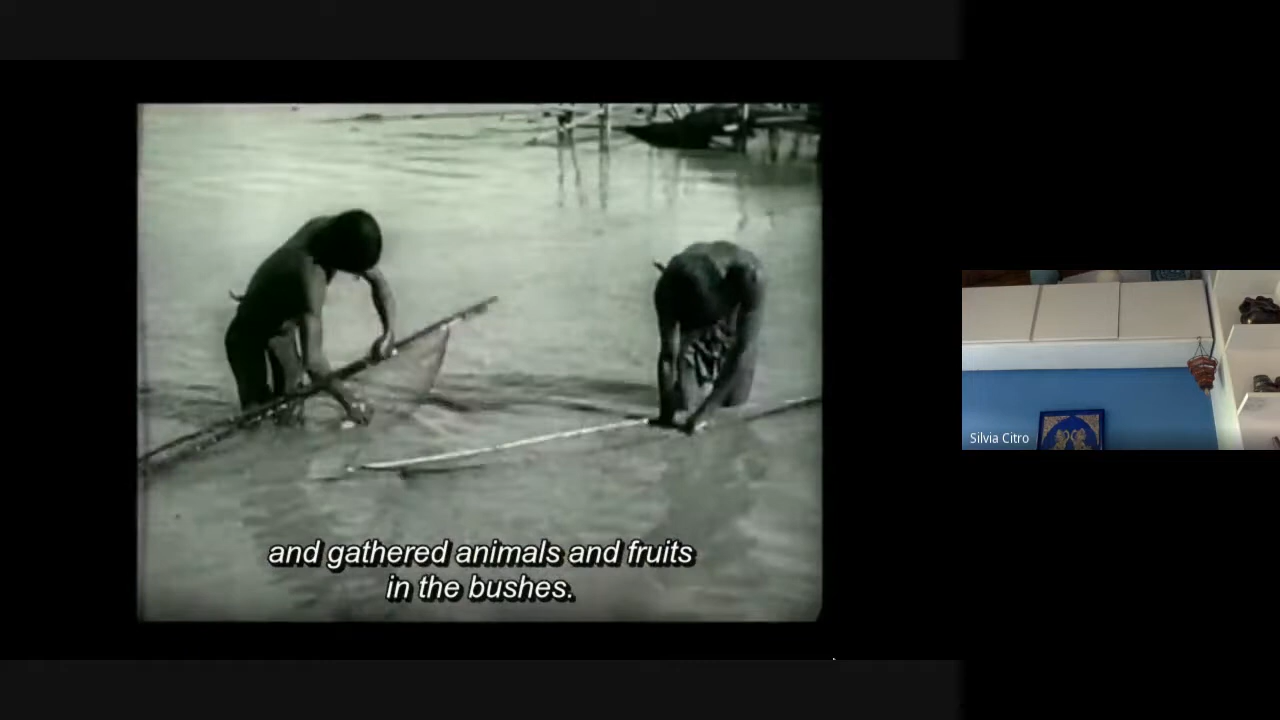 and gathered animals and fruits
in the bushes.
Silvia Citro